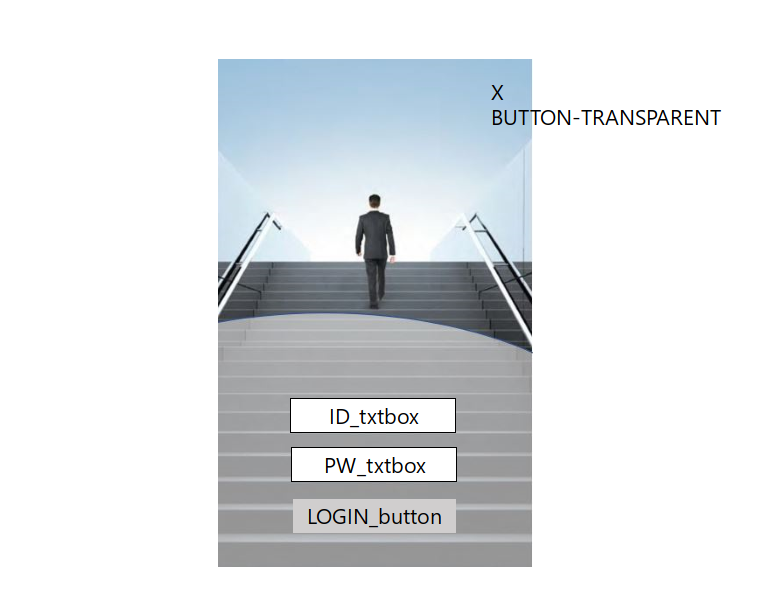 X
BUTTON-TRANSPARENT
ID_txtbox
PW_txtbox
LOGIN_button